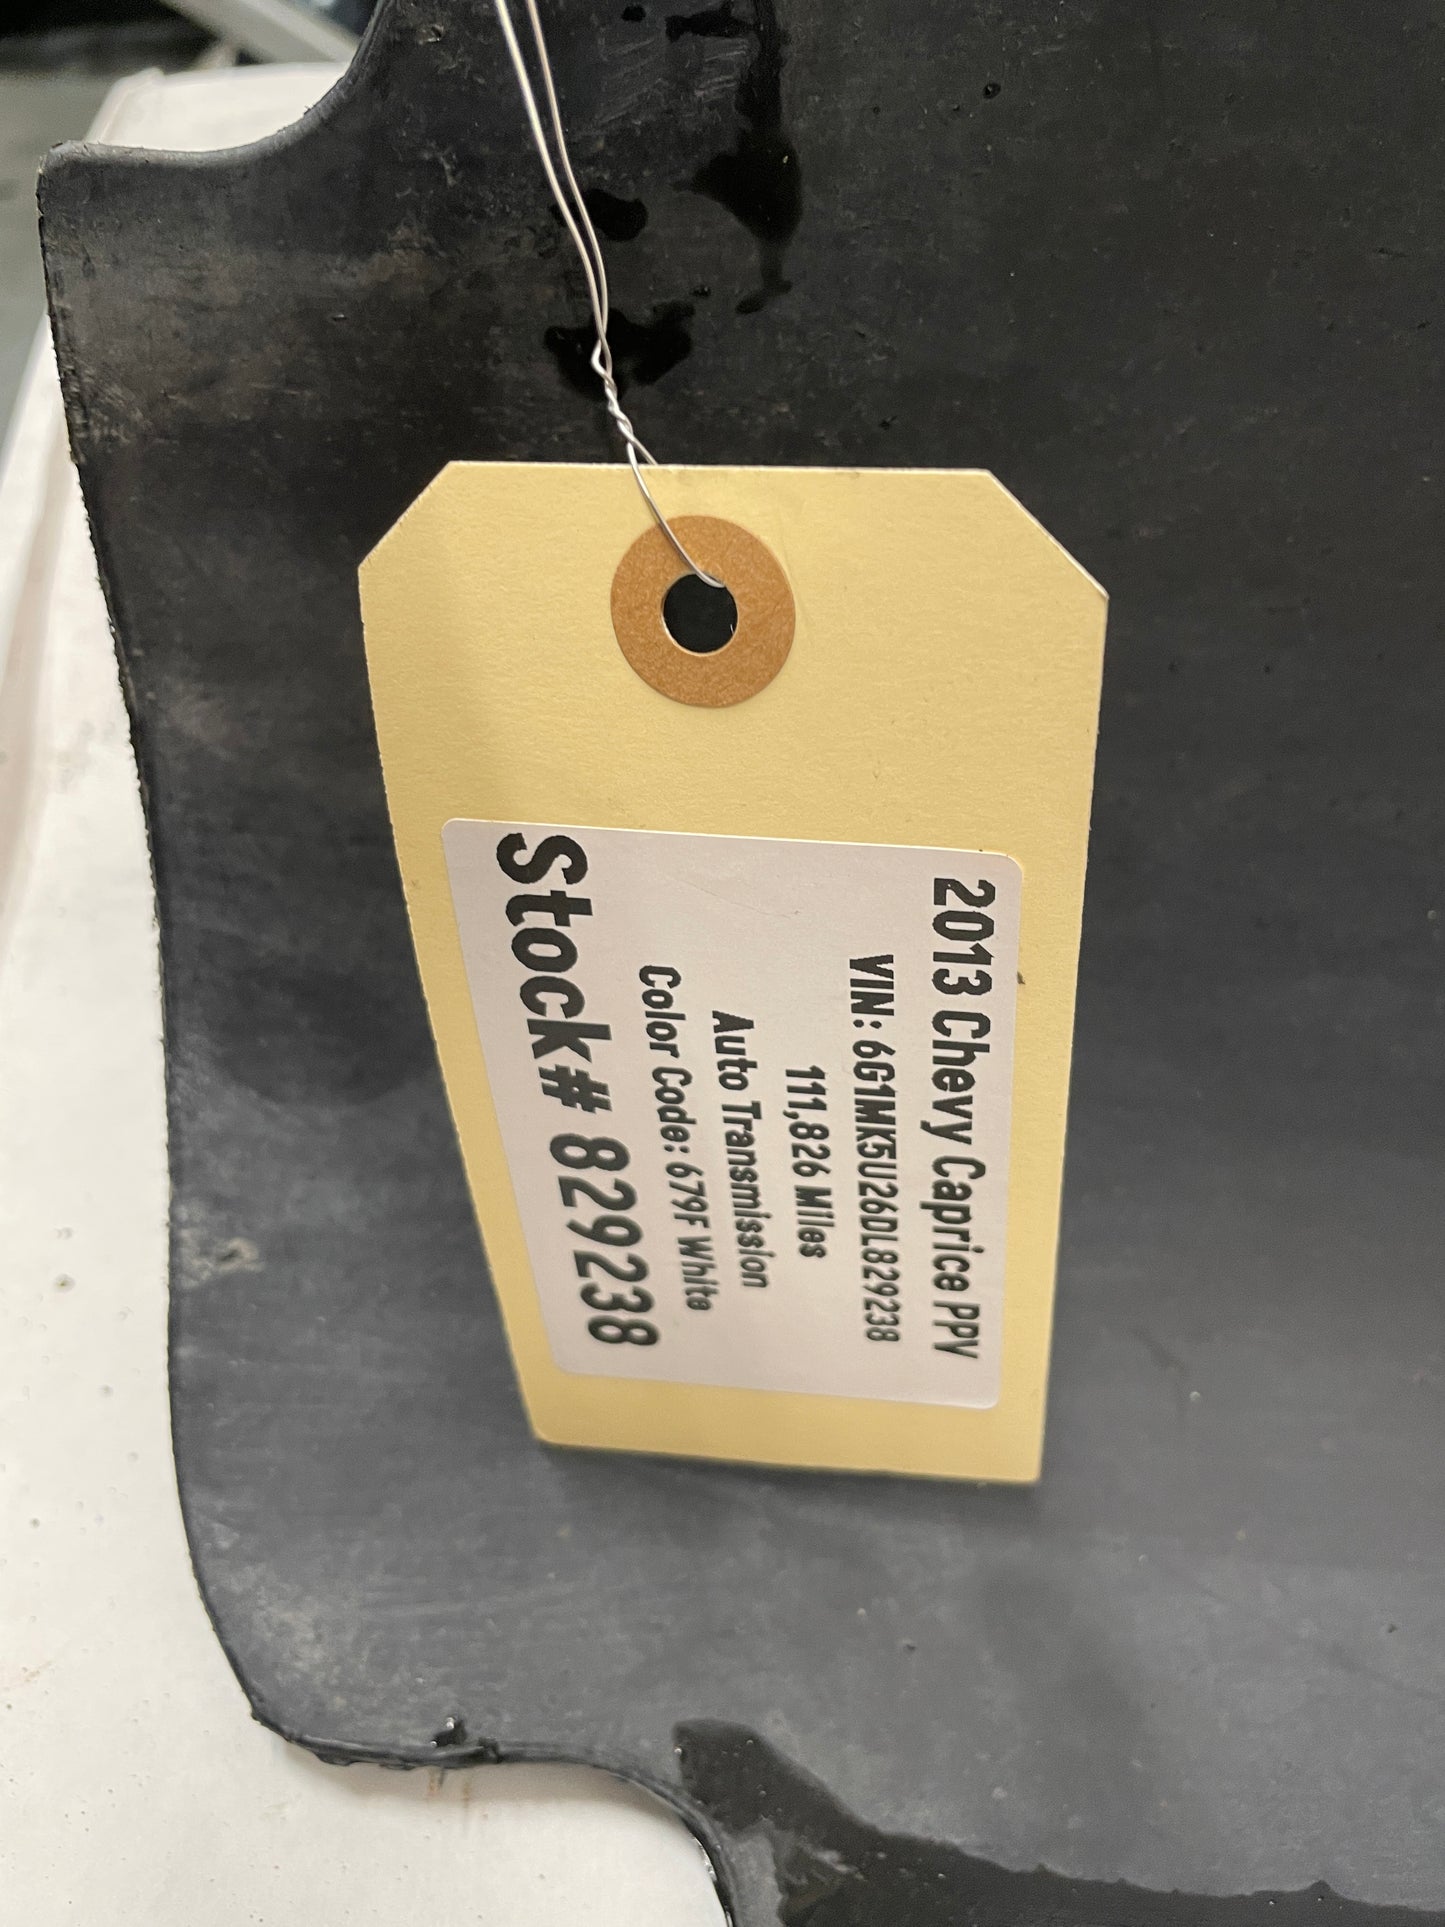 2013 Chevy Caprice PPV
VIN: 6G1MK5U26DL829238
111,826 Miles
Auto Transmission
Color Code: 679F White
Stock# 829238